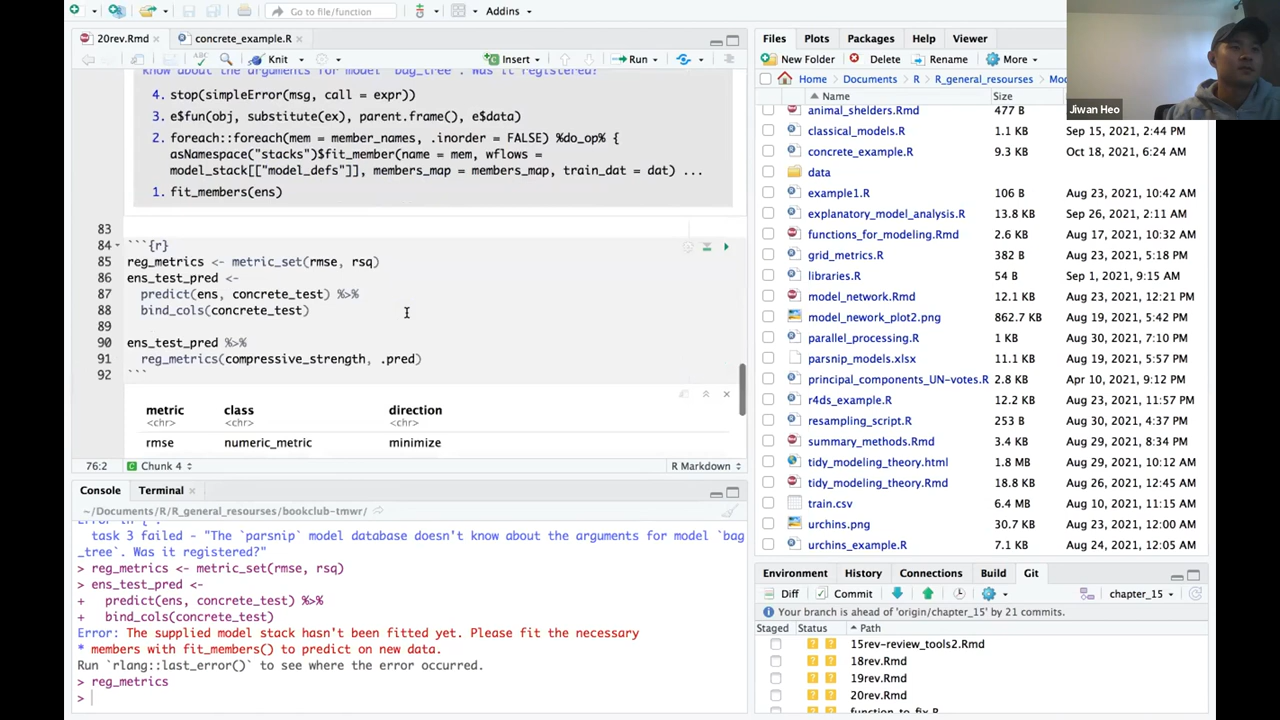 Go to file/function
Addins
20rev.Rmd
concrete_example.R
Knit
Insert
Run
know about the arguments for model `bag_tree`. Was it registered?"
4. stop(simpleError(msg, call = expr))
3. e$fun(obj, substitute(ex), parent.frame(), e$data)
2. foreach::foreach(mem = member_names, .inorder = FALSE) %do_op% {
asNamespace("stacks")$fit_member(name = mem, wflows =
model_stack[["model_defs"]], members_map = members_map, train_dat = dat) ...
1. fit_members(ens)
83
84 ```{r}
85 reg_metrics <- metric_set(rmse, rsq)
86 ens_test_pred <-
87 predict(ens, concrete_test) %>%
88 bind_cols(concrete_test)
89
90 ens_test_pred %>%
91 reg_metrics(compressive_strength, .pred)
92 ```
metric class direction
<chr> <chr> <chr>
rmse numeric_metric minimize
76:2 Chunk 4 R Markdown
Console Terminal
~/Documents/R/R_general_resourses/bookclub-tmwr/
task 3 failed - "The `parsnip` model database doesn't know about the arguments for model `bag
_tree`. Was it registered?"
> reg_metrics <- metric_set(rmse, rsq)
> ens_test_pred <-
+ predict(ens, concrete_test) %>%
+ bind_cols(concrete_test)
Error: The supplied model stack hasn't been fitted yet. Please fit the necessary
* members with fit_members() to predict on new data.
Run `rlang::last_error()` to see where the error occurred.
> reg_metrics
>
Files Plots Packages Help Viewer
New Folder Delete Rename More
Home Documents R R_general_resourses Mod
Name Size
animal_shelders.Rmd 477 B
classical_models.R 1.1 KB Sep 15, 2021, 2:44 PM
concrete_example.R 9.3 KB Oct 18, 2021, 6:24 AM
data
example1.R 106 B Aug 23, 2021, 10:42 AM
explanatory_model_analysis.R 13.8 KB Sep 26, 2021, 2:11 AM
functions_for_modeling.Rmd 2.6 KB Aug 17, 2021, 10:32 AM
grid_metrics.R 382 B Aug 23, 2021, 5:18 PM
libraries.R 54 B Sep 1, 2021, 9:15 AM
model_network.Rmd 12.1 KB Aug 23, 2021, 12:21 PM
model_nework_plot2.png 862.7 KB Aug 19, 2021, 5:42 PM
parallel_processing.R 1 KB Aug 30, 2021, 7:10 PM
parsnip_models.xlsx 11.1 KB Aug 19, 2021, 5:57 PM
principal_components_UN-votes.R 2.8 KB Apr 10, 2021, 9:12 PM
r4ds_example.R 12.2 KB Aug 23, 2021, 11:57 PM
resampling_script.R 253 B Aug 30, 2021, 4:37 PM
summary_methods.Rmd 3.4 KB Aug 29, 2021, 8:34 PM
tidy_modeling_theory.html 1.6 MB Aug 29, 2021, 10:12 AM
tidy_modeling_theory.Rmd 18.8 KB Aug 26, 2021, 12:45 AM
train.csv 6.4 MB Aug 10, 2021, 11:15 AM
urchins.png 30.7 KB Aug 23, 2021, 12:00 AM
urchins_example.R 7.1 KB Aug 24, 2021, 12:05 AM
Environment History Connections Build Git
Diff Commit chapter_15
Your branch is ahead of 'origin/chapter_15' by 21 commits.
Staged Status Path
15rev-review_tools2.Rmd
18rev.Rmd
19rev.Rmd
20rev.Rmd
function_to_fix.R
Jiwan Heo